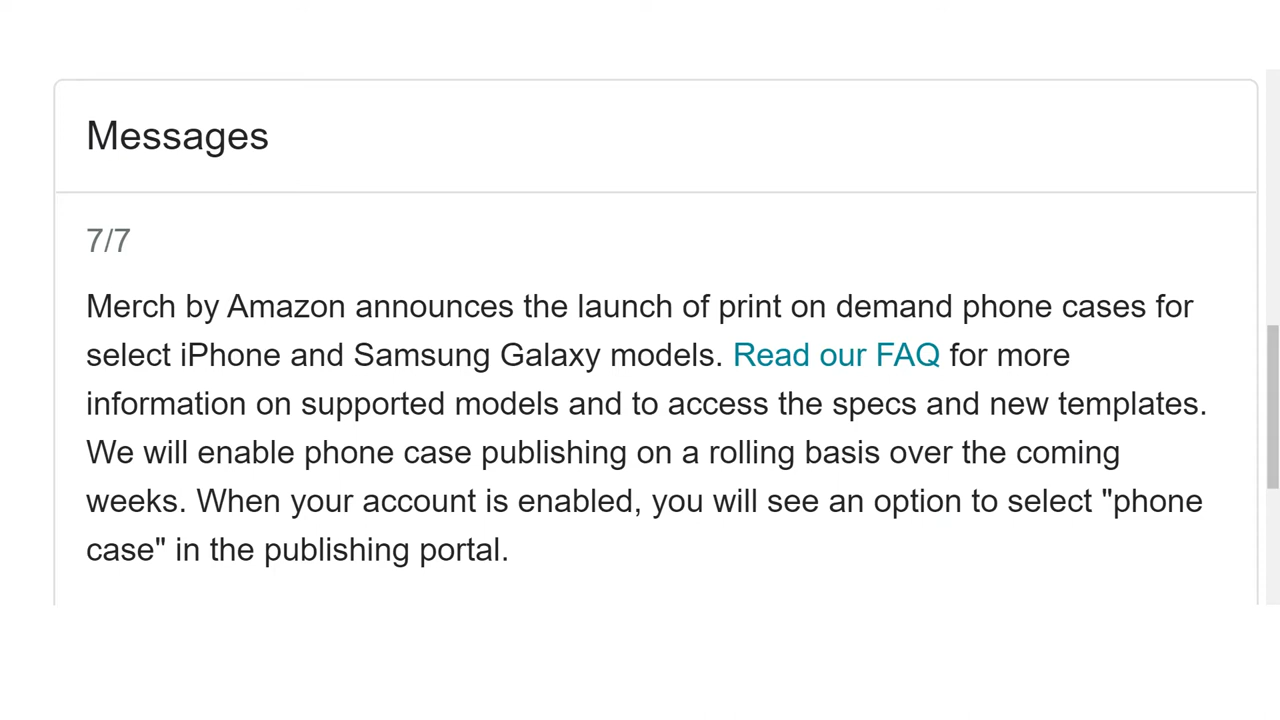 Messages
7/7
Merch by Amazon announces the launch of print on demand phone cases for
select iPhone and Samsung Galaxy models. Read our FAQ for more
information on supported models and to access the specs and new templates.
We will enable phone case publishing on a rolling basis over the coming
weeks. When your account is enabled, you will see an option to select "phone
case" in the publishing portal.